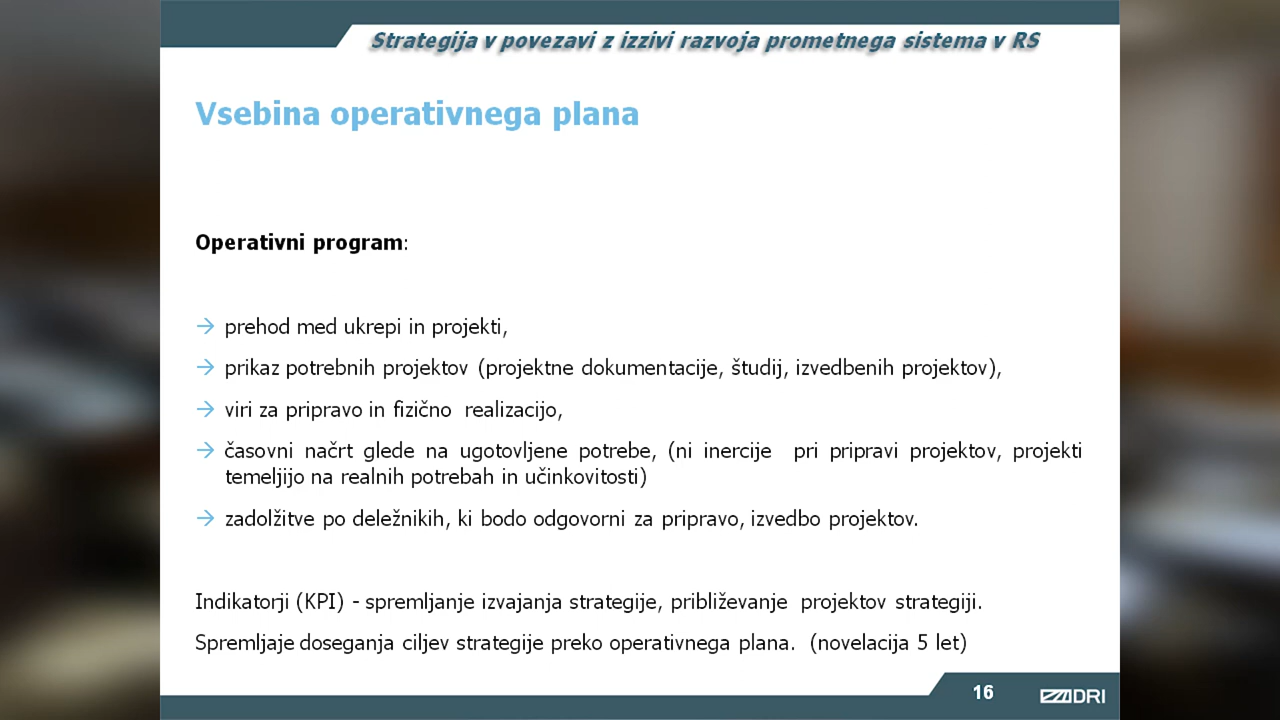 Strategija v povezavi z izzivi razvoja prometnega sistema v RS
Vsebina operativnega plana
Operativni program:
→ prehod med ukrepi in projekti,
→ prikaz potrebnih projektov (projektne dokumentacije, študij, izvedbenih projektov),
→ viri za pripravo in fizično realizacijo,
→ časovni načrt glede na ugotovljene potrebe, (ni inercije pri pripravi projektov, projekti
temeljijo na realnih potrebah in učinkovitosti)
→ zadolžitve po deležnikih, ki bodo odgovorni za pripravo, izvedbo projektov.
Indikatorji (KPI) - spremljanje izvajanja strategije, približevanje projektov strategiji.
Spremljaje doseganja ciljev strategije preko operativnega plana. (novelacija 5 let)
16
DRI